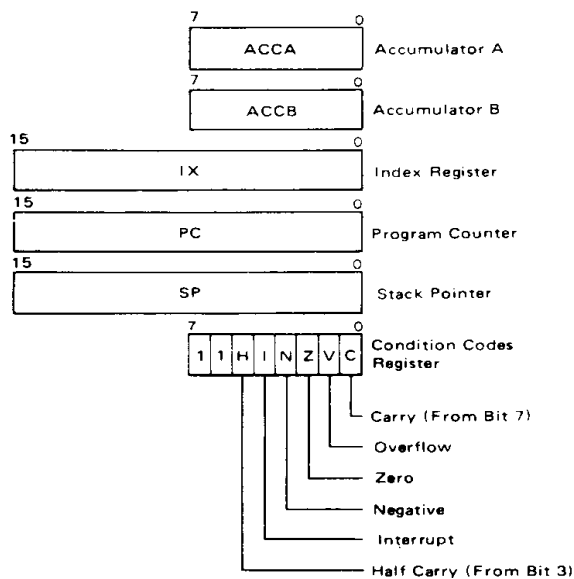 7 0
ACCA Accumulator A
7 0
ACCB Accumulator B
15 0
IX Index Register
15 0
PC Program Counter
15 0
SP Stack Pointer
7 0
1 1 H I N Z V C Condition Codes
Register
Carry (From Bit 7)
Overflow
Zero
Negative
Interrupt
Half Carry (From Bit 3)